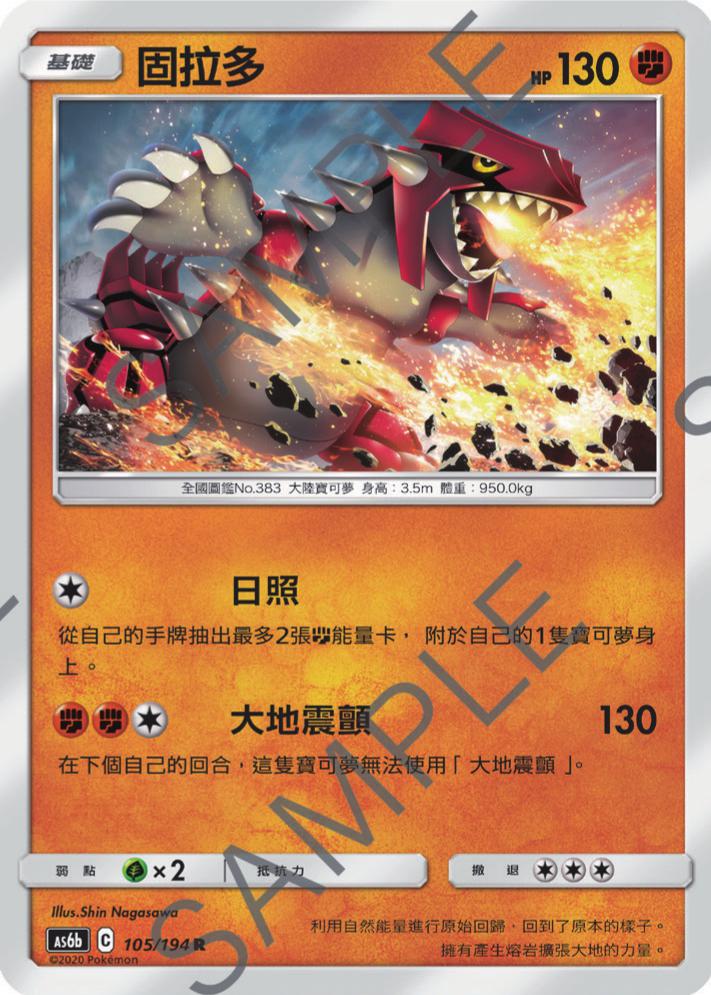 基礎 固拉多 HP 130
全國圖鑑No.383 大陸寶可夢 身高：3.5m 體重：950.0kg
日照
從自己的手牌抽出最多2張能量卡，附於自己的1隻寶可夢身
上。
大地震顫 130
在下個自己的回合，這隻寶可夢無法使用「大地震顫」。
弱點 ×2 抵抗力 撤退
Illus.Shin Nagasawa
AS6b C 105/194 R
©2020 Pokémon
利用自然能量進行原始回歸，回到了原本的樣子。
擁有產生熔岩擴張大地的力量。
SAMPLE
SAMPLE